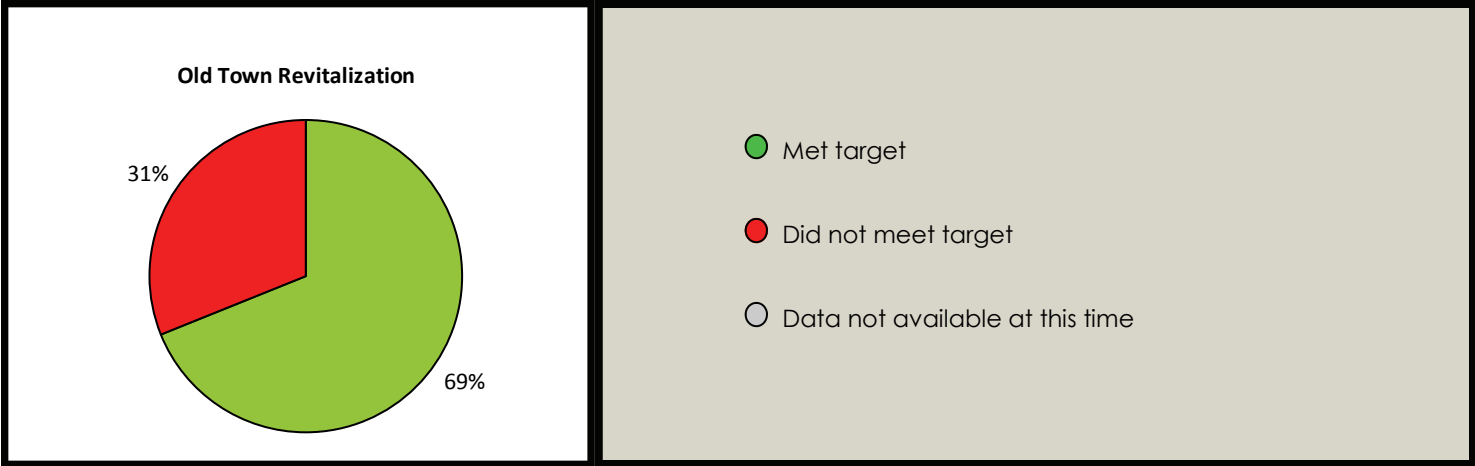 Old Town Revitalization
31%
69%
Met target
Did not meet target
Data not available at this time